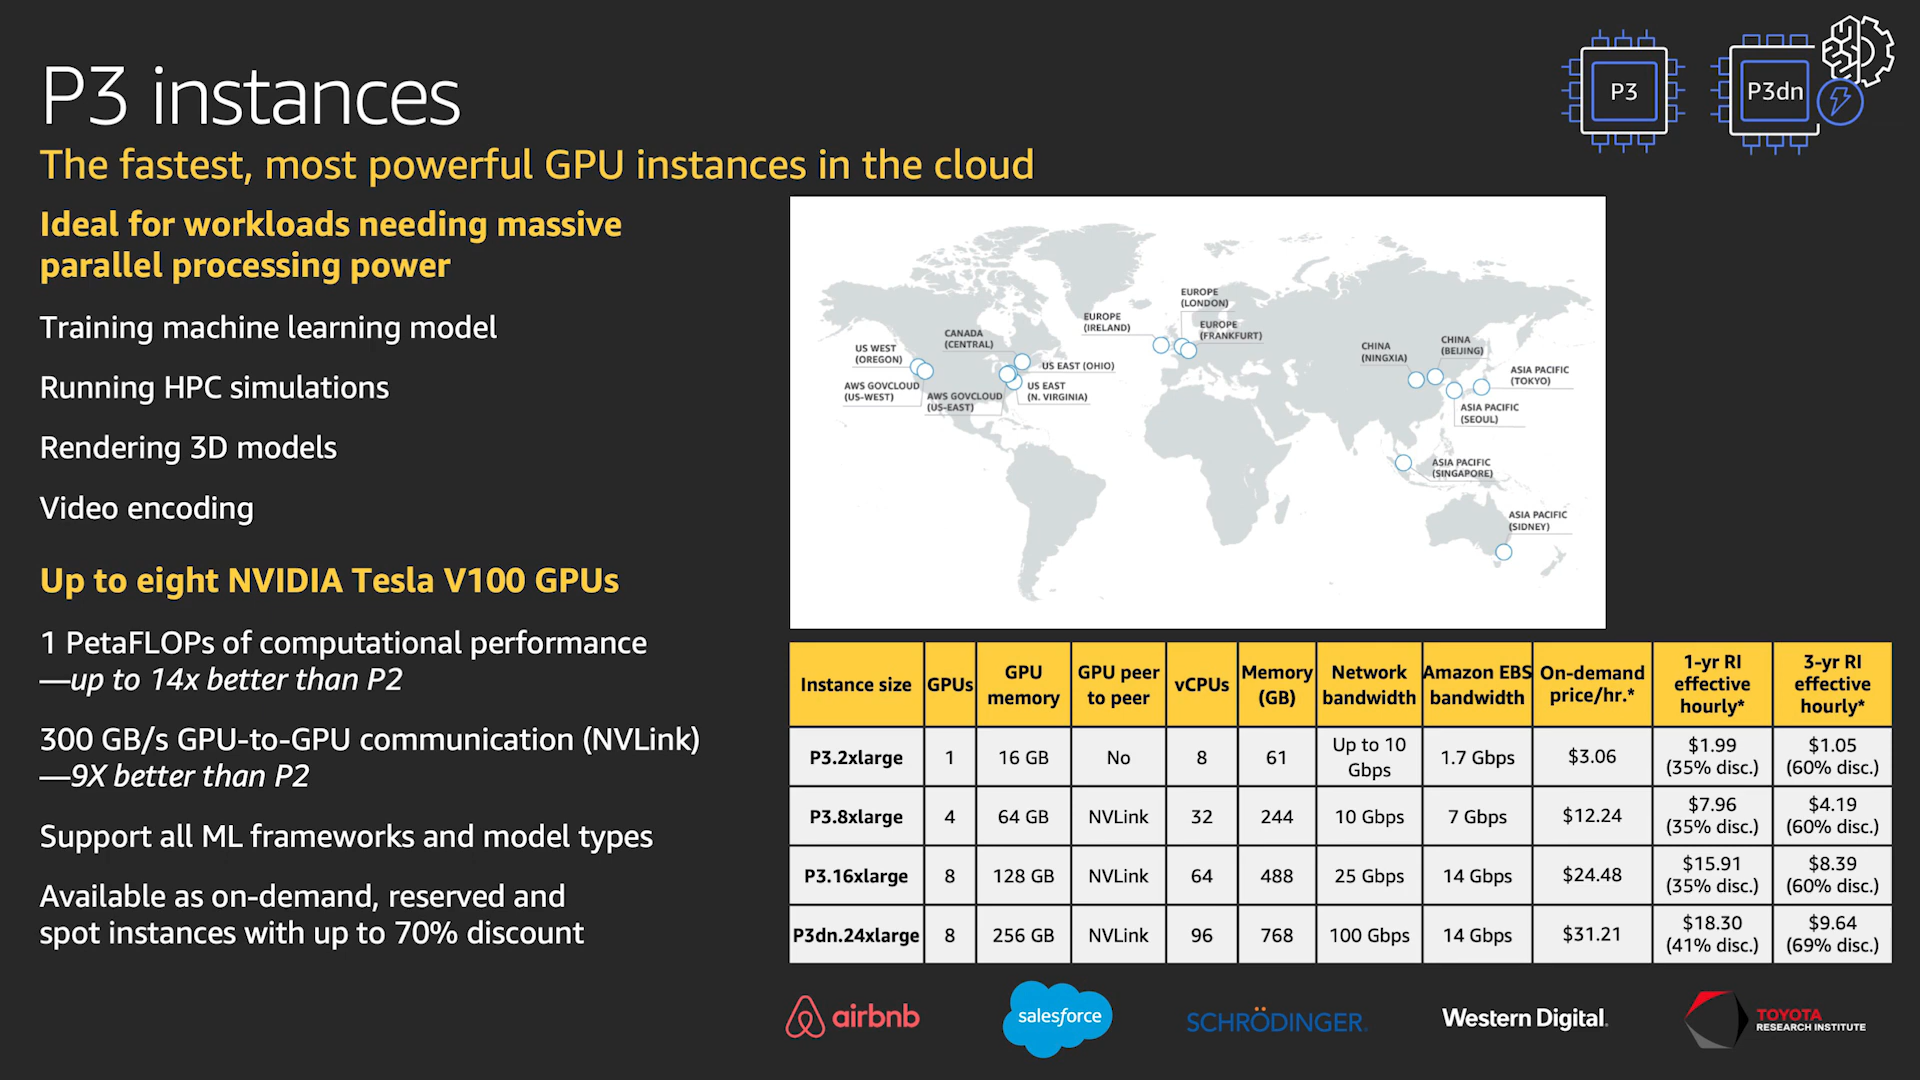 P3 instances
P3
P3dn
The fastest, most powerful GPU instances in the cloud
Ideal for workloads needing massive
parallel processing power
Training machine learning model
Running HPC simulations
Rendering 3D models
Video encoding
Up to eight NVIDIA Tesla V100 GPUs
1 PetaFLOPs of computational performance
—up to 14x better than P2
300 GB/s GPU-to-GPU communication (NVLink)
—9X better than P2
Support all ML frameworks and model types
Available as on-demand, reserved and
spot instances with up to 70% discount
US WEST
(OREGON)
AWS GOVCLOUD
(US-WEST)
CANADA
(CENTRAL)
AWS GOVCLOUD
(US-EAST)
US EAST (OHIO)
US EAST
(N. VIRGINIA)
EUROPE
(IRELAND)
EUROPE
(LONDON)
EUROPE
(FRANKFURT)
CHINA
(NINGXIA)
CHINA
(BEIJING)
ASIA PACIFIC
(TOKYO)
ASIA PACIFIC
(SEOUL)
ASIA PACIFIC
(SINGAPORE)
ASIA PACIFIC
(SIDNEY)
Instance size GPUs GPU memory GPU peer to peer vCPUs Memory (GB) Network bandwidth Amazon EBS bandwidth On-demand price/hr.* 1-yr RI effective hourly* 3-yr RI effective hourly*
P3.2xlarge 1 16 GB No 8 61 Up to 10 Gbps 1.7 Gbps $3.06 $1.99 (35% disc.) $1.05 (60% disc.)
P3.8xlarge 4 64 GB NVLink 32 244 10 Gbps 7 Gbps $12.24 $7.96 (35% disc.) $4.19 (60% disc.)
P3.16xlarge 8 128 GB NVLink 64 488 25 Gbps 14 Gbps $24.48 $15.91 (35% disc.) $8.39 (60% disc.)
P3dn.24xlarge 8 256 GB NVLink 96 768 100 Gbps 14 Gbps $31.21 $18.30 (41% disc.) $9.64 (69% disc.)
airbnb
salesforce
SCHRÖDINGER.
Western Digital.
TOYOTA
RESEARCH INSTITUTE